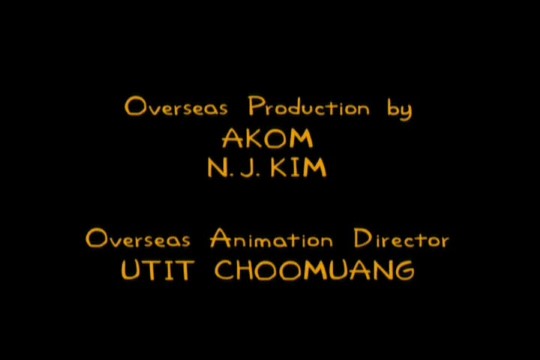 Overseas Production by
AKOM
N. J. KIM
Overseas Animation Director
UTIT CHOOMUANG